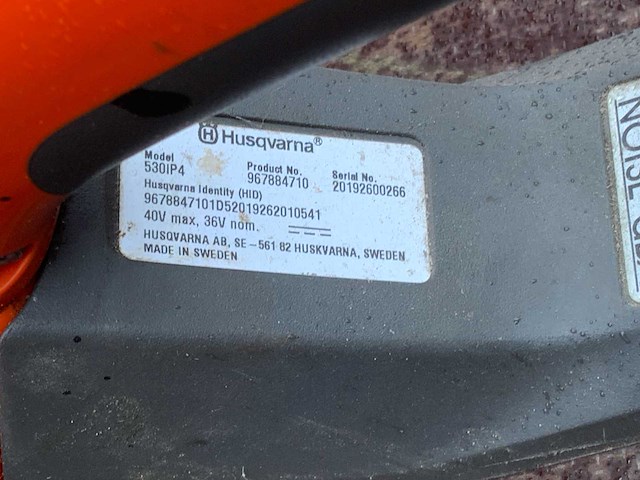 Husqvarna®
Model Product No. Serial No.
530IP4 967884710 20192600266
Husqvarna Identity (HID)
9678847101D52019262010541
40V max, 36V nom.
HUSQVARNA AB, SE-561 82 HUSKVARNA, SWEDEN
MADE IN SWEDEN
NOISE